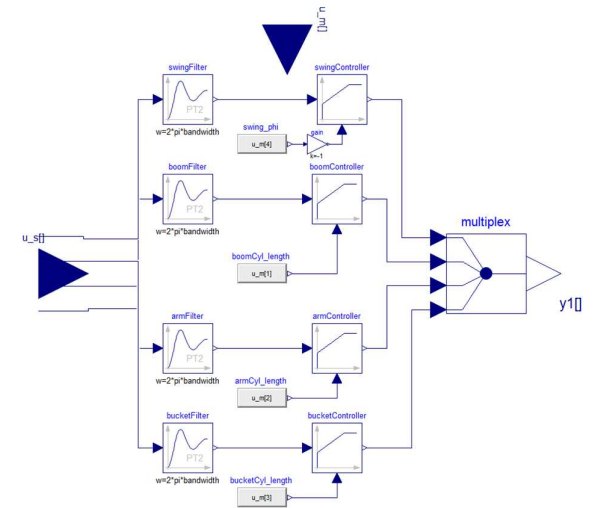 u_m[]
swingFilter
swingController
PT2
w=2*pi*bandwidth
swing_phi
gain
u_m[4]
k=-1
boomFilter
boomController
PT2
w=2*pi*bandwidth
multiplex
u_s[]
boomCyl_length
u_m[1]
y1[]
armFilter
armController
PT2
w=2*pi*bandwidth
armCyl_length
u_m[2]
bucketFilter
bucketController
PT2
w=2*pi*bandwidth
bucketCyl_length
u_m[3]